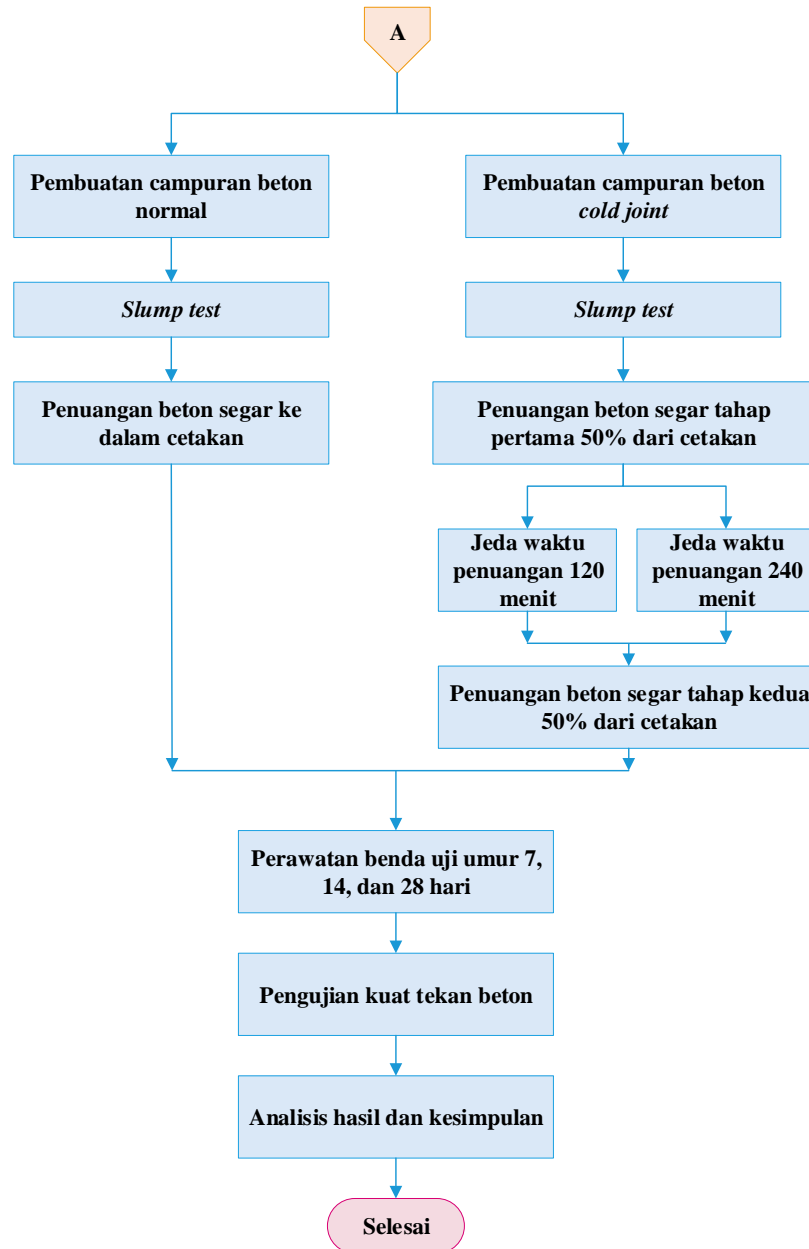 A
Pembuatan campuran beton
normal
Pembuatan campuran beton
cold joint
Slump test
Slump test
Penuangan beton segar ke
dalam cetakan
Penuangan beton segar tahap
pertama 50% dari cetakan
Jeda waktu
penuangan 120
menit
Jeda waktu
penuangan 240
menit
Penuangan beton segar tahap kedua
50% dari cetakan
Perawatan benda uji umur 7,
14, dan 28 hari
Pengujian kuat tekan beton
Analisis hasil dan kesimpulan
Selesai